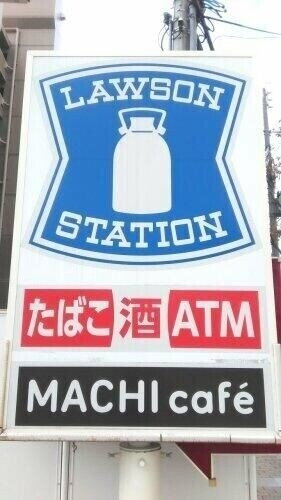 LAWSON
STATION
たばこ 酒 ATM
MACHI café